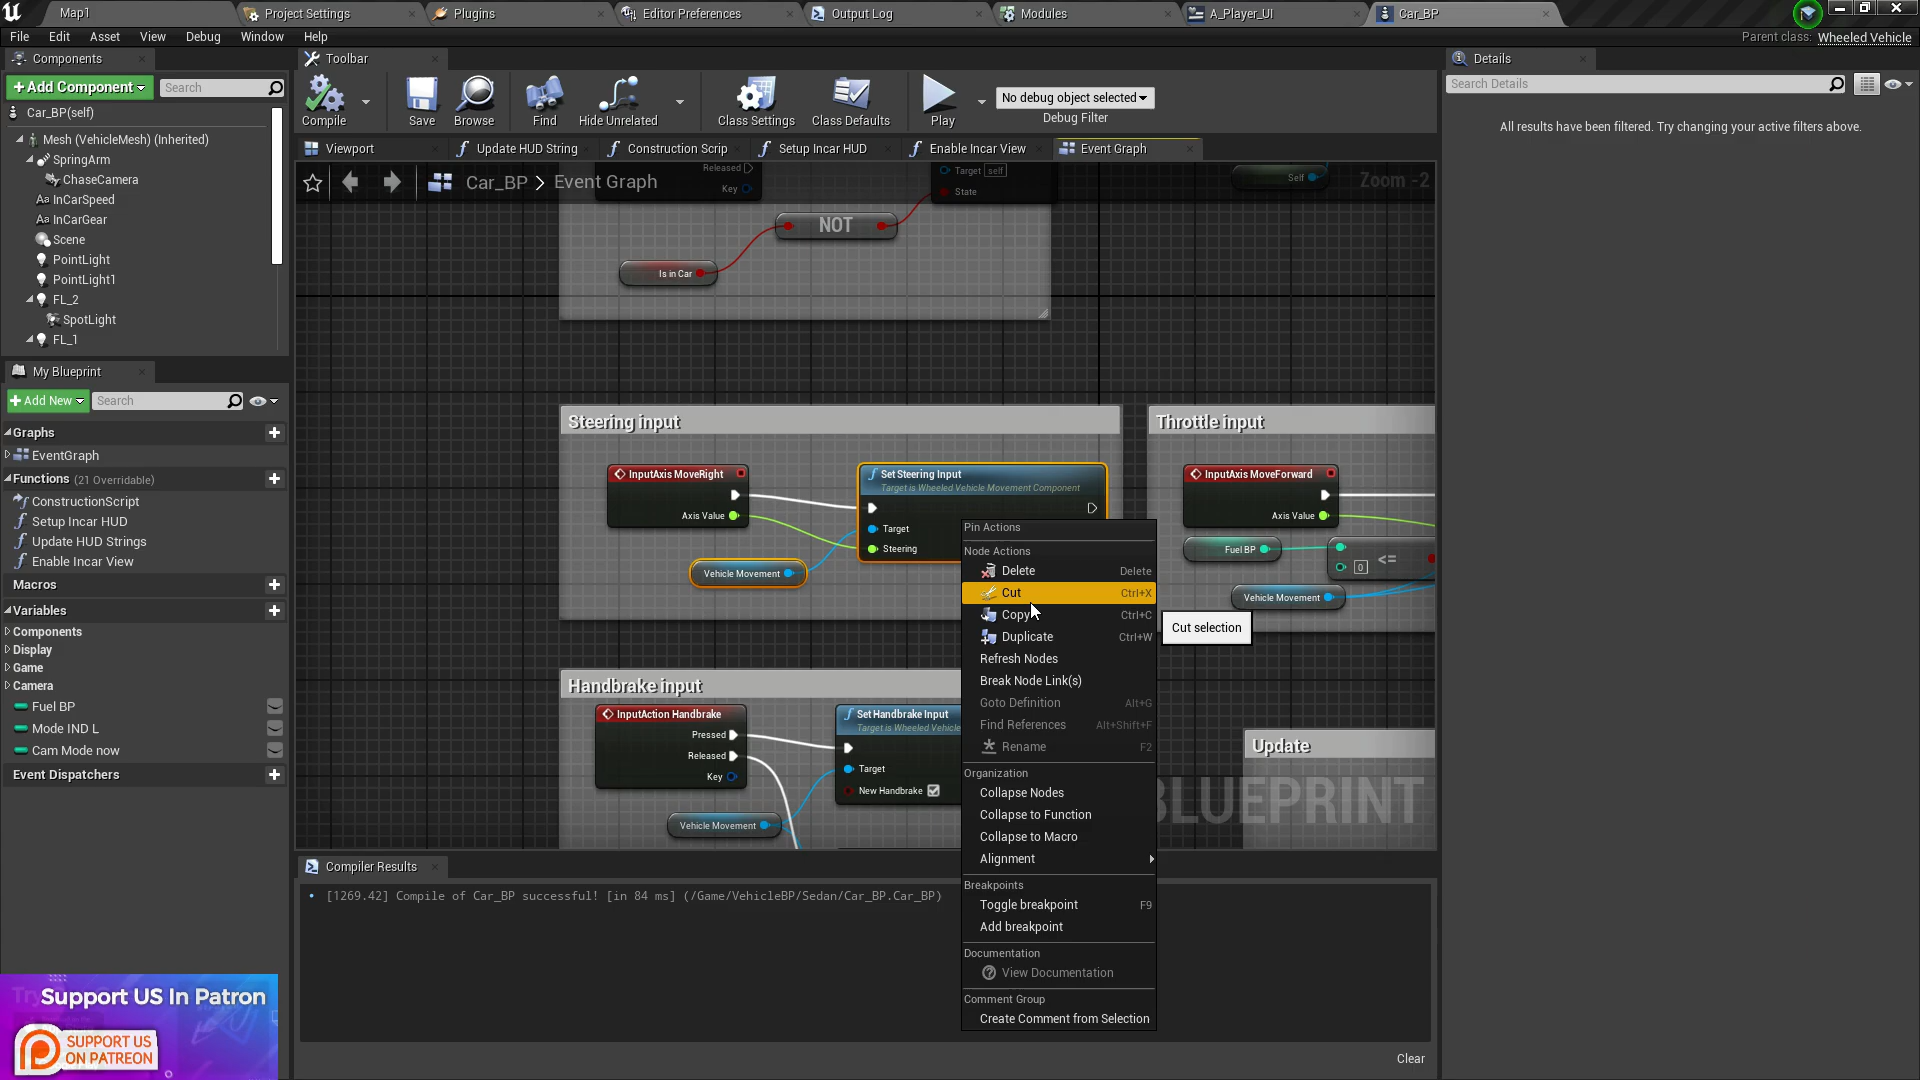 Map1
Project Settings
Plugins
Editor Preferences
Output Log
Modules
A_Player_UI
Car_BP
File Edit Asset View Debug Window Help
Parent class: Wheeled Vehicle
Components
+Add Component
Search
Car_BP(self)
Mesh (VehicleMesh) (Inherited)
SpringArm
ChaseCamera
Aa InCarSpeed
Aa InCarGear
Scene
PointLight
PointLight1
FL_2
SpotLight
FL_1
Toolbar
Compile
Save
Browse
Find
Hide Unrelated
Class Settings
Class Defaults
Play
No debug object selected
Debug Filter
Viewport
Update HUD String
Construction Scrip
Setup Incar HUD
Enable Incar View
Event Graph
Car_BP > Event Graph
Zoom -2
Released
Key
Target self
State
Self
NOT
Is in Car
Steering input
InputAxis MoveRight
Axis Value
Vehicle Movement
Set Steering Input
Target is Wheeled Vehicle Movement Component
Target
Steering
Throttle input
InputAxis MoveForward
Axis Value
Fuel BP
0
<=
Vehicle Movement
Handbrake input
InputAction Handbrake
Pressed
Released
Key
Vehicle Movement
Set Handbrake Input
Target is Wheeled Vehicle
Target
New Handbrake
Update
BLUEPRINT
Pin Actions
Node Actions
Delete Delete
Cut Ctrl+X
Copy Ctrl+C
Duplicate Ctrl+W
Refresh Nodes
Break Node Link(s)
Goto Definition Alt+G
Find References Alt+Shift+F
Rename F2
Organization
Collapse Nodes
Collapse to Function
Collapse to Macro
Alignment
Breakpoints
Toggle breakpoint F9
Add breakpoint
Documentation
View Documentation
Comment Group
Create Comment from Selection
Cut selection
My Blueprint
+Add New
Search
Graphs
EventGraph
Functions (21 Overridable)
ConstructionScript
Setup Incar HUD
Update HUD Strings
Enable Incar View
Macros
Variables
Components
Display
Game
Camera
Fuel BP
Mode IND L
Cam Mode now
Event Dispatchers
Compiler Results
[1269.42] Compile of Car_BP successful! [in 84 ms] (/Game/VehicleBP/Sedan/Car_BP.Car_BP)
Clear
Details
Search Details
All results have been filtered. Try changing your active filters above.
Support US In Patron
SUPPORT US
ON PATREON